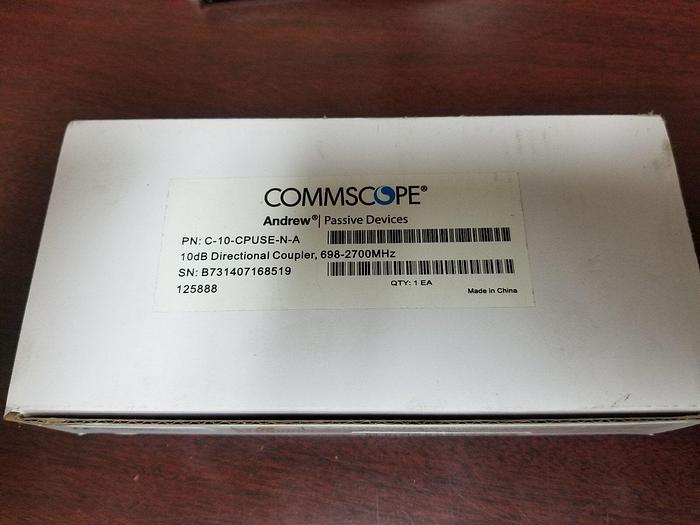 COMMSCOPE®
Andrew® | Passive Devices
PN: C-10-CPUSE-N-A
10dB Directional Coupler, 698-2700MHz
SN: B731407168519
125888
QTY: 1 EA
Made in China